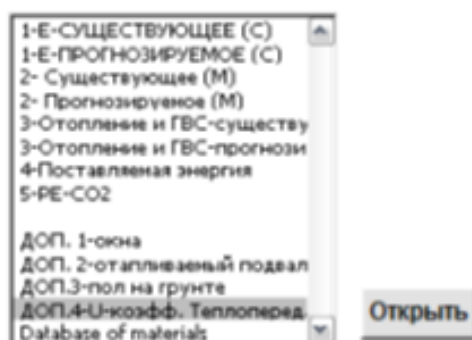 1-Е-СУЩЕСТВУЮЩЕЕ (С)
1-Е-ПРОГНОЗИРУЕМОЕ (С)
2- Существующее (М)
2- Прогнозируемое (М)
3-Отопление и ГВС-существу
3-Отопление и ГВС-прогнози
4-Поставляемая энергия
5-PE-CO2
ДОП. 1-окна
ДОП. 2-отапливаемый подвал
ДОП.3-пол на грунте
ДОП.4-U-коэфф. Теплоперед
Database of materials
Открыть